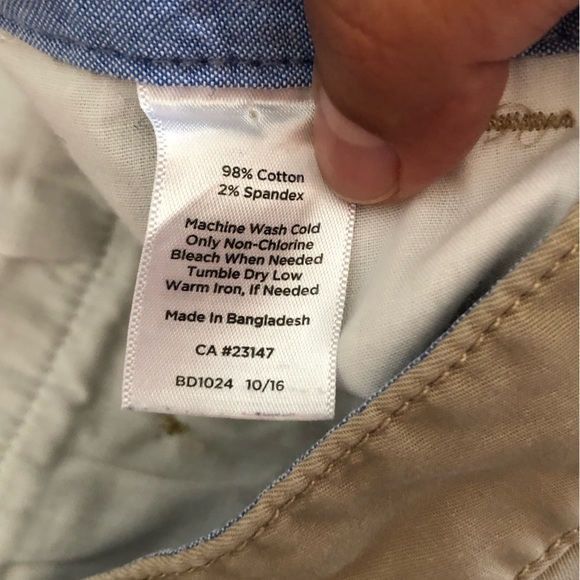 98% Cotton
2% Spandex
Machine Wash Cold
Only Non-Chlorine
Bleach When Needed
Tumble Dry Low
Warm Iron, If Needed
Made In Bangladesh
CA #23147
BD1024 10/16